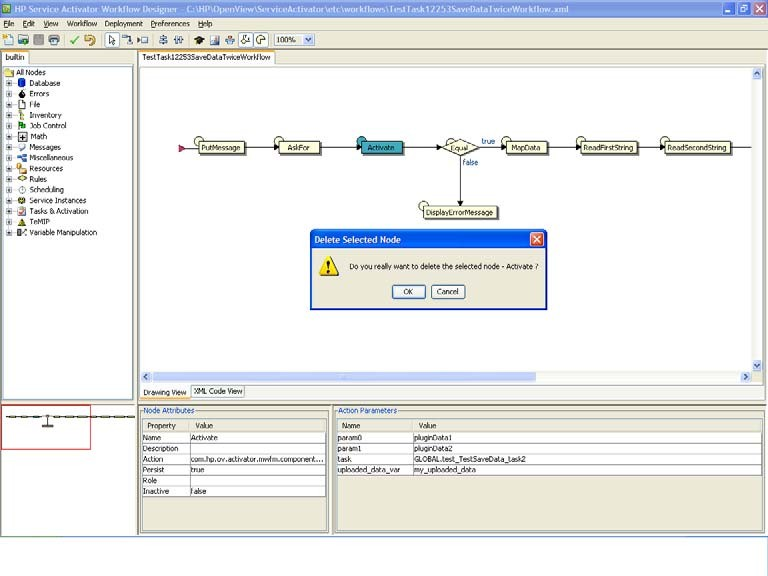 HP Service Activator Workflow Designer - C:\HP\OpenView\ServiceActivator\etc\workflows\TestTask12253SaveDataTwiceWorkflow.xml
File Edit View Workflow Deployment Preferences Help
100%
builtin
TestTask12253SaveDataTwiceWorkflow
All Nodes
Database
Errors
File
Inventory
Job Control
Math
Messages
Miscellaneous
Resources
Rules
Scheduling
Service Instances
Tasks & Activation
TeMIP
Variable Manipulation
PutMessage
AskFor
Activate
Equal
true
false
MapData
ReadFirstString
ReadSecondString
DisplayErrorMessage
Delete Selected Node
Do you really want to delete the selected node - Activate ?
OK Cancel
Drawing View XML Code View
Node Attributes
Property Value
Name Activate
Description
Action com.hp.ov.activator.mwfm.component...
Persist true
Role
Inactive false
Action Parameters
Name Value
param0 pluginData1
param1 pluginData2
task GLOBAL.test_TestSaveData_task2
uploaded_data_var my_uploaded_data